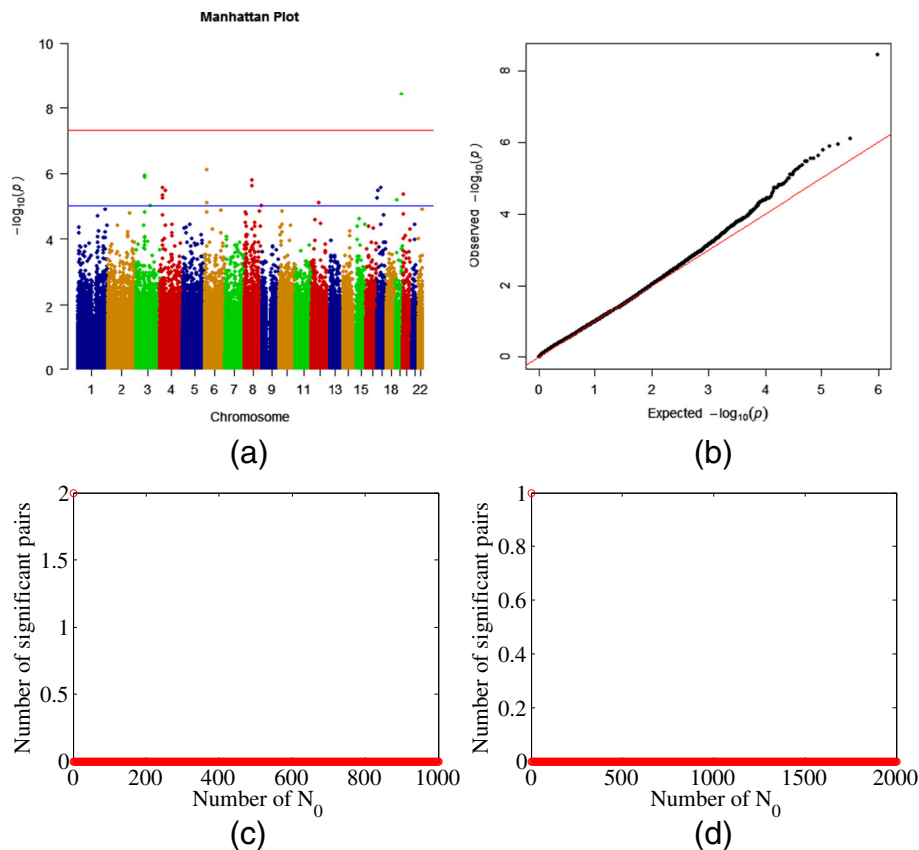 Manhattan Plot
10
8
6
4
2
0
−log10(p)
1 2 3 4 5 6 7 8 9 11 13 15 18 22
Chromosome
(a)
8
6
4
2
0
Observed −log10(p)
0 1 2 3 4 5 6
Expected −log10(p)
(b)
2
1.5
1
0.5
0
Number of significant pairs
0 200 400 600 800 1000
Number of N0
(c)
1
0.8
0.6
0.4
0.2
0
Number of significant pairs
0 500 1000 1500 2000
Number of N0
(d)